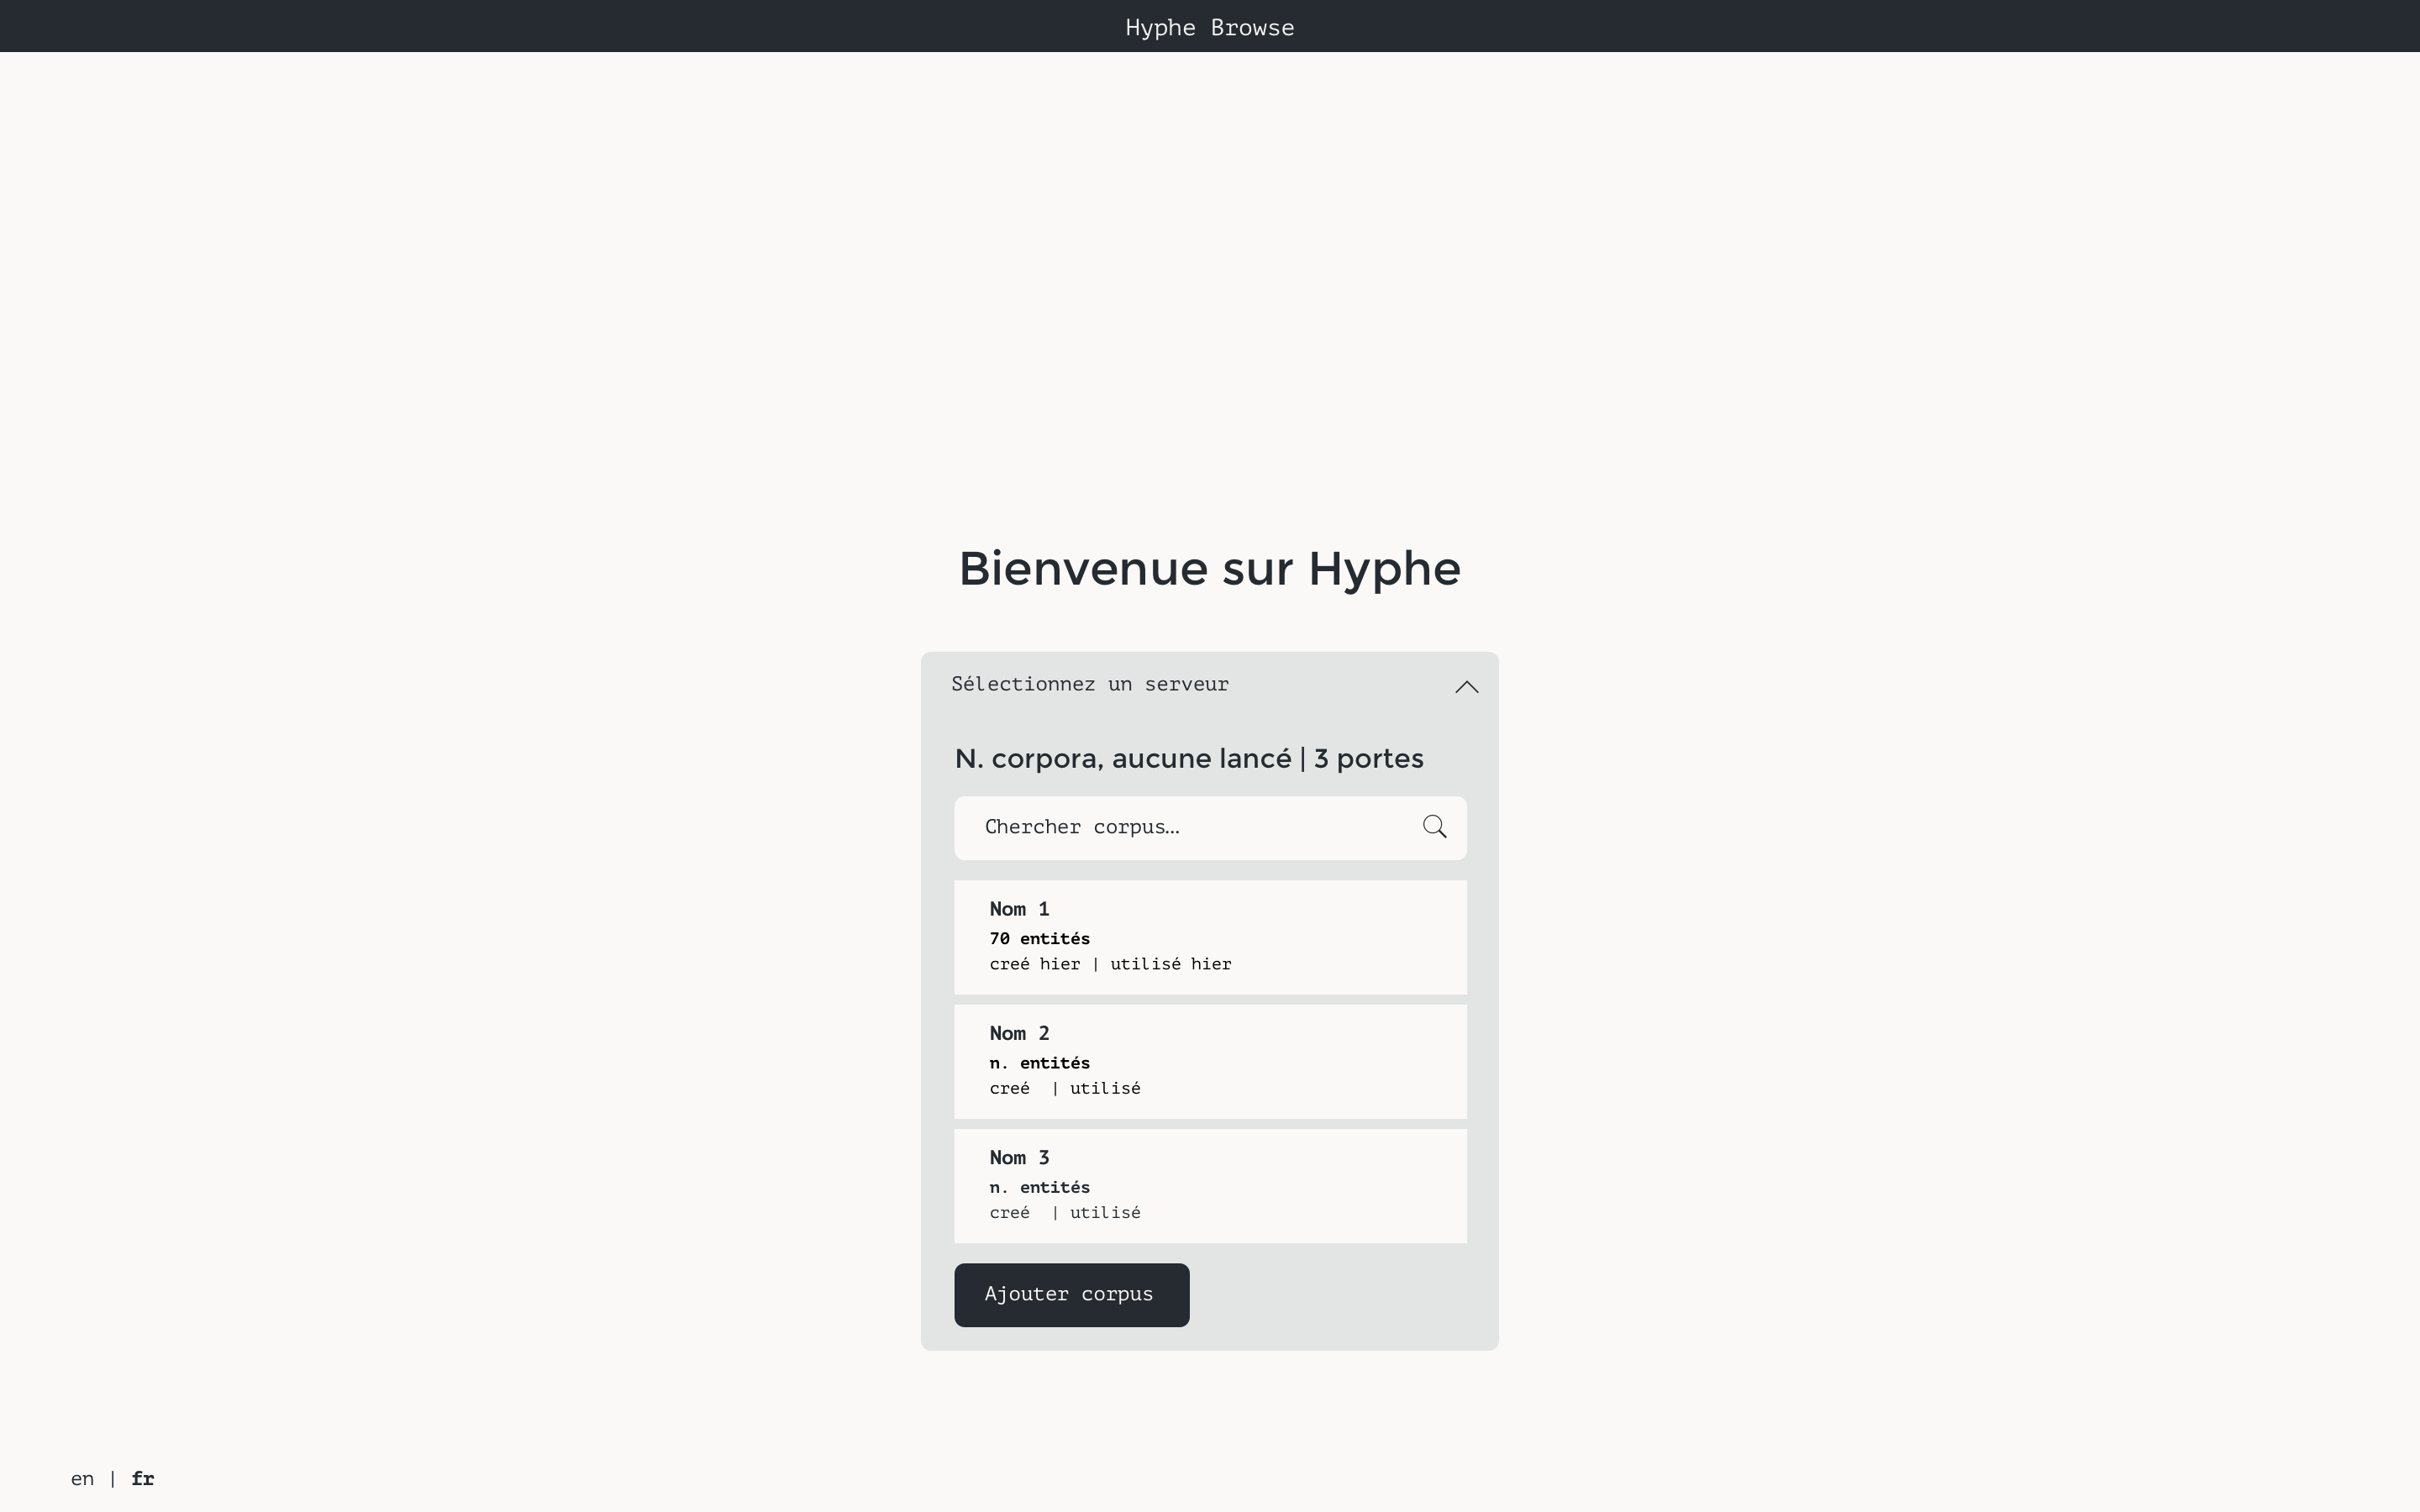 Hyphe Browse
Bienvenue sur Hyphe
Sélectionnez un serveur
N. corpora, aucune lancé | 3 portes
Chercher corpus...
Nom 1
70 entités
creé hier | utilisé hier
Nom 2
n. entités
creé  | utilisé
Nom 3
n. entités
creé  | utilisé
Ajouter corpus
en | fr